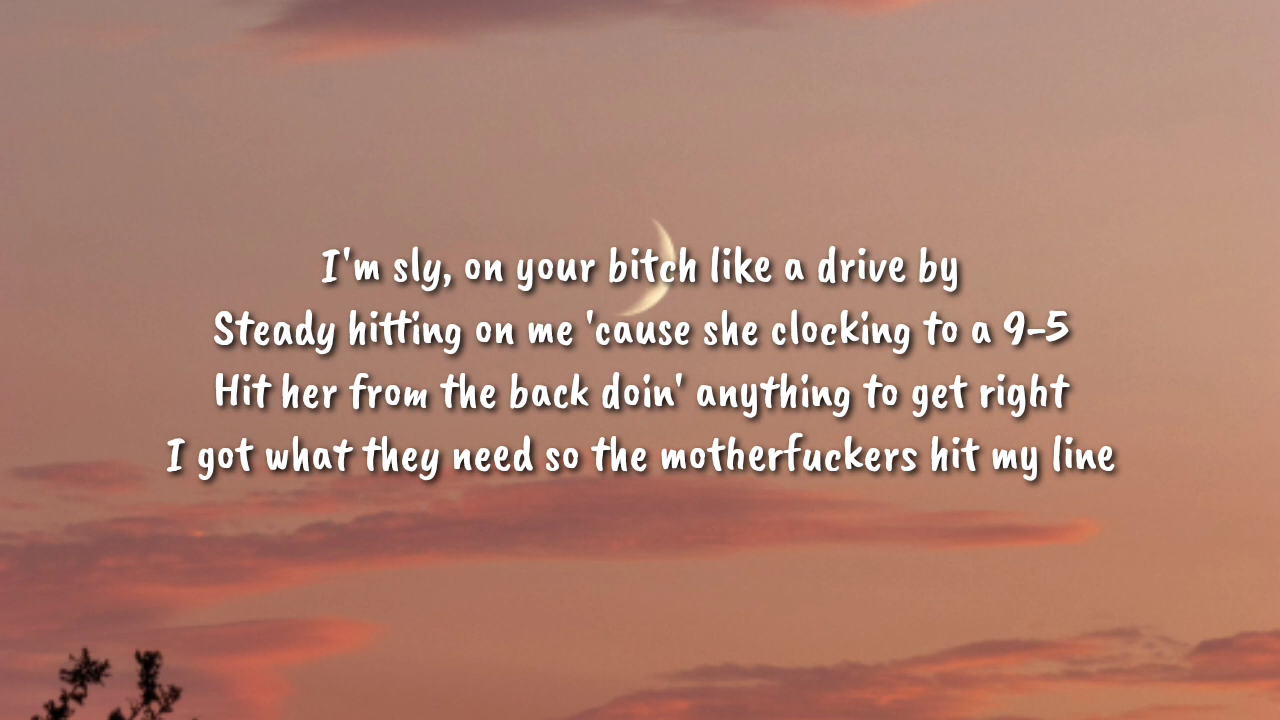 I'm sly, on your bitch like a drive by
Steady hitting on me 'cause she clocking to a 9-5
Hit her from the back doin' anything to get right
I got what they need so the motherfuckers hit my line